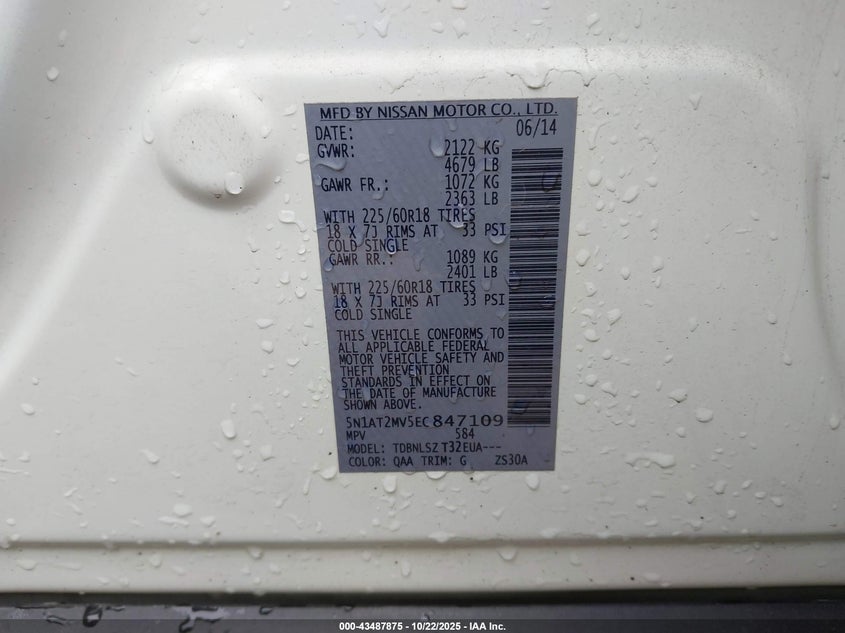 MFD BY NISSAN MOTOR CO., LTD.
DATE: 06/14
GVWR: 2122 KG
4679 LB
GAWR FR.: 1072 KG
2363 LB
WITH 225/60R18 TIRES
18 X 7J RIMS AT 33 PSI
COLD SINGLE
GAWR RR.: 1089 KG
2401 LB
WITH 225/60R18 TIRES
18 X 7J RIMS AT 33 PSI
COLD SINGLE
THIS VEHICLE CONFORMS TO
ALL APPLICABLE FEDERAL
MOTOR VEHICLE SAFETY AND
THEFT PREVENTION
STANDARDS IN EFFECT ON
THE DATE OF MANUFACTURE
SHOWN ABOVE.
5N1AT2MV5EC847109
MPV 584
MODEL: TDBNLSZ T32EUA---
COLOR: QAA TRIM: G ZS30A
000-43487875 - 10/22/2025 - IAA Inc.